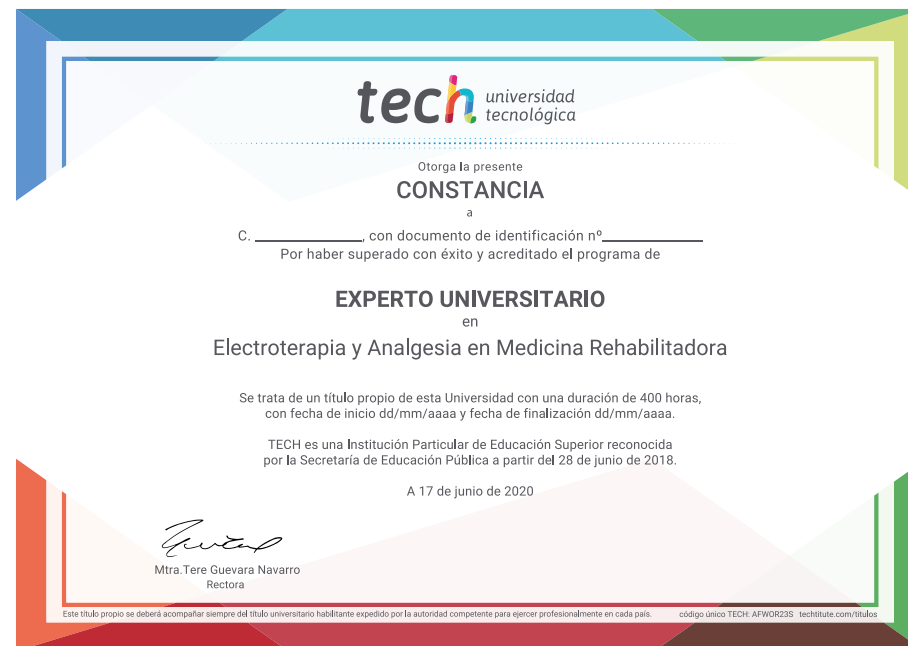 tech universidad
tecnológica
Otorga la presente
CONSTANCIA
a
C. ____________, con documento de identificación nº____________
Por haber superado con éxito y acreditado el programa de
EXPERTO UNIVERSITARIO
en
Electroterapia y Analgesia en Medicina Rehabilitadora
Se trata de un título propio de esta Universidad con una duración de 400 horas,
con fecha de inicio dd/mm/aaaa y fecha de finalización dd/mm/aaaa.
TECH es una Institución Particular de Educación Superior reconocida
por la Secretaría de Educación Pública a partir del 28 de junio de 2018.
A 17 de junio de 2020
Mtra.Tere Guevara Navarro
Rectora
Este título propio se deberá acompañar siempre del título universitario habilitante expedido por la autoridad competente para ejercer profesionalmente en cada país. código único TECH: AFWOR23S techtitute.com/titulos